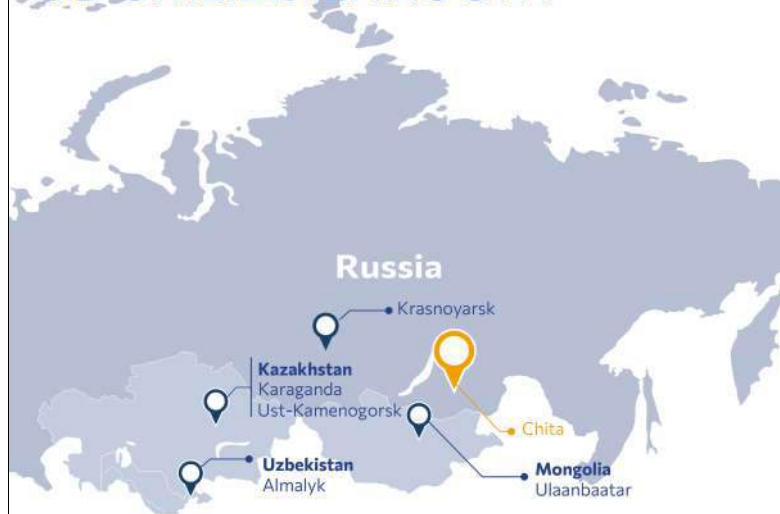 Russia
Krasnoyarsk
Kazakhstan
Karaganda
Ust-Kamenogorsk
Chita
Uzbekistan
Almalyk
Mongolia
Ulaanbaatar